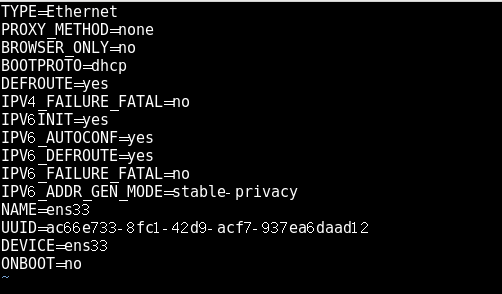 TYPE=Ethernet
PROXY_METHOD=none
BROWSER_ONLY=no
BOOTPROTO=dhcp
DEFROUTE=yes
IPV4_FAILURE_FATAL=no
IPV6INIT=yes
IPV6_AUTOCONF=yes
IPV6_DEFROUTE=yes
IPV6_FAILURE_FATAL=no
IPV6_ADDR_GEN_MODE=stable-privacy
NAME=ens33
UUID=ac66e733-8fc1-42d9-acf7-937ea6daad12
DEVICE=ens33
ONBOOT=no
~